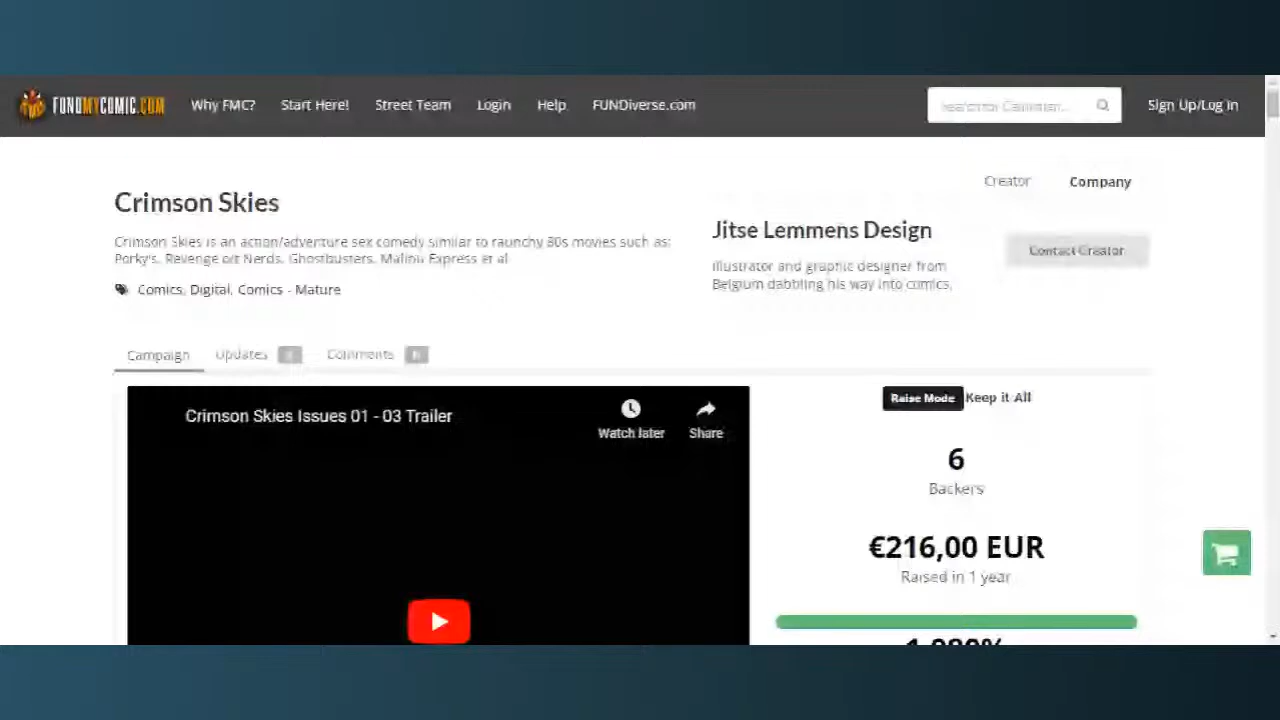 FUNDMYCOMIC.COM Why FMC? Start Here! Street Team Login Help FUNDiverse.com Sign Up/Log in
Creator Company
Crimson Skies
Jitse Lemmens Design
Contact Creator
Crimson Skies is an action/adventure sex comedy similar to raunchy 80s movies such as:
Porky's, Revenge o/t Nerds, Ghostbusters, Malibu Express et al
Illustrator and graphic designer from
Belgium dabbling his way into comics.
Comics, Digital, Comics - Mature
Campaign Updates Comments
Raise Mode Keep it All
Crimson Skies Issues 01 - 03 Trailer
Watch later Share
6
Backers
€216,00 EUR
Raised in 1 year